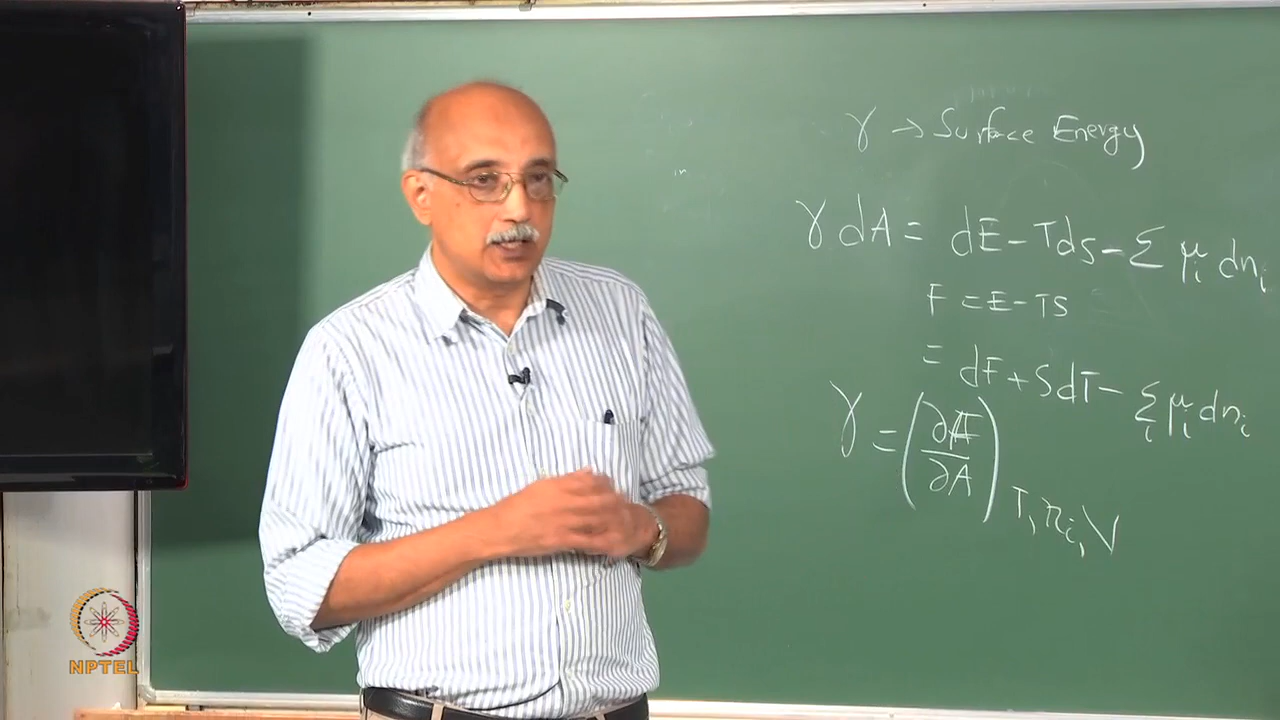 γ → Surface Energy
γ dA = dE - Tds - Σ μi dni
F = E - TS
= dF + SdT - Σi μi dni
γ = (∂F/∂A) T, ni, V
NPTEL